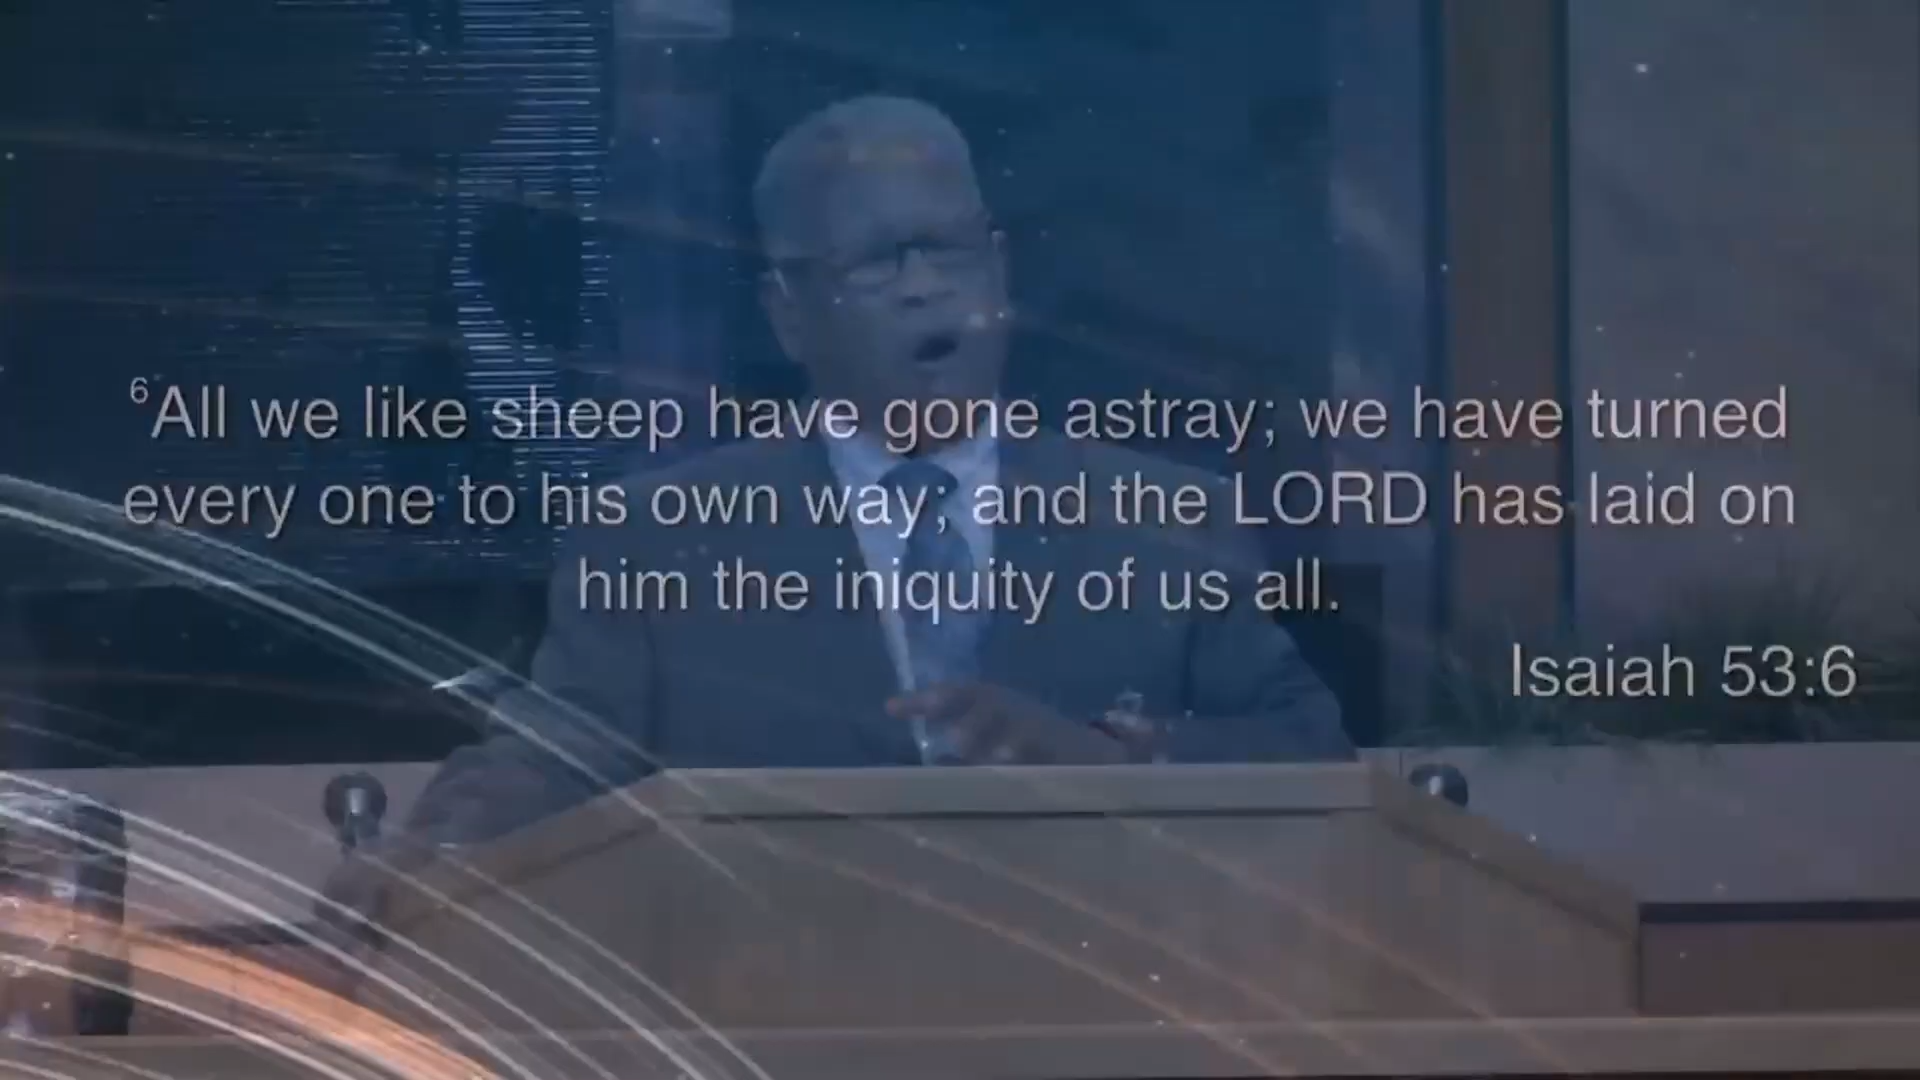 ⁶All we like sheep have gone astray; we have turned
every one to his own way; and the LORD has laid on
him the iniquity of us all.
Isaiah 53:6